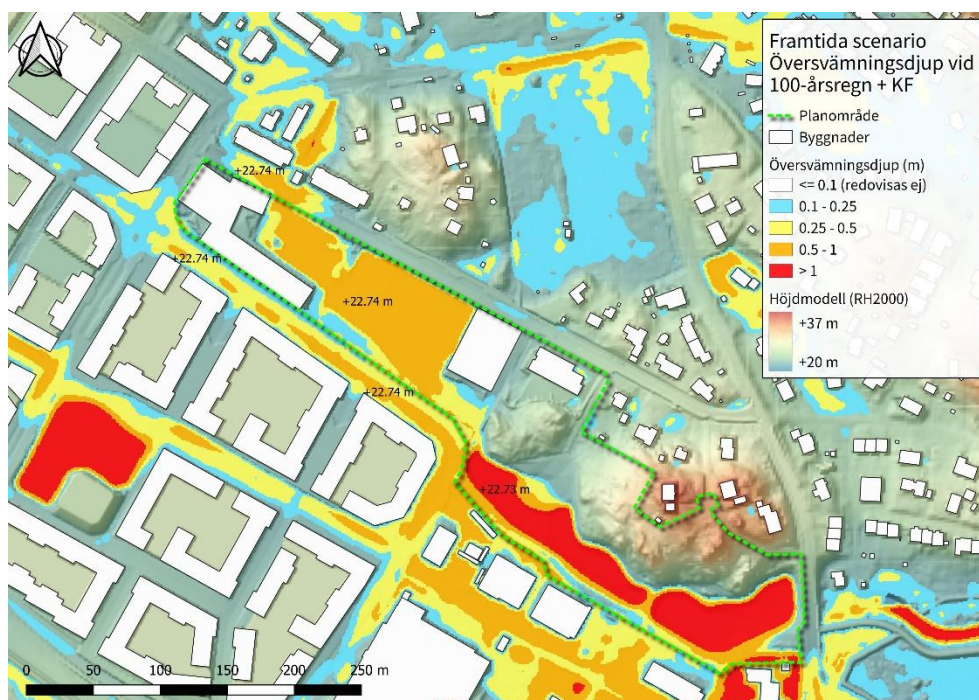 Framtida scenario
Översvämningsdjup vid
100-årsregn + KF
Planområde
Byggnader
Översvämningsdjup (m)
<= 0.1 (redovisas ej)
0.1 - 0.25
0.25 - 0.5
0.5 - 1
> 1
Höjdmodell (RH2000)
+37 m
+20 m
+22.74 m
+22.74 m
+22.74 m
+22.74 m
+22.73 m
0 50 100 150 200 250 m